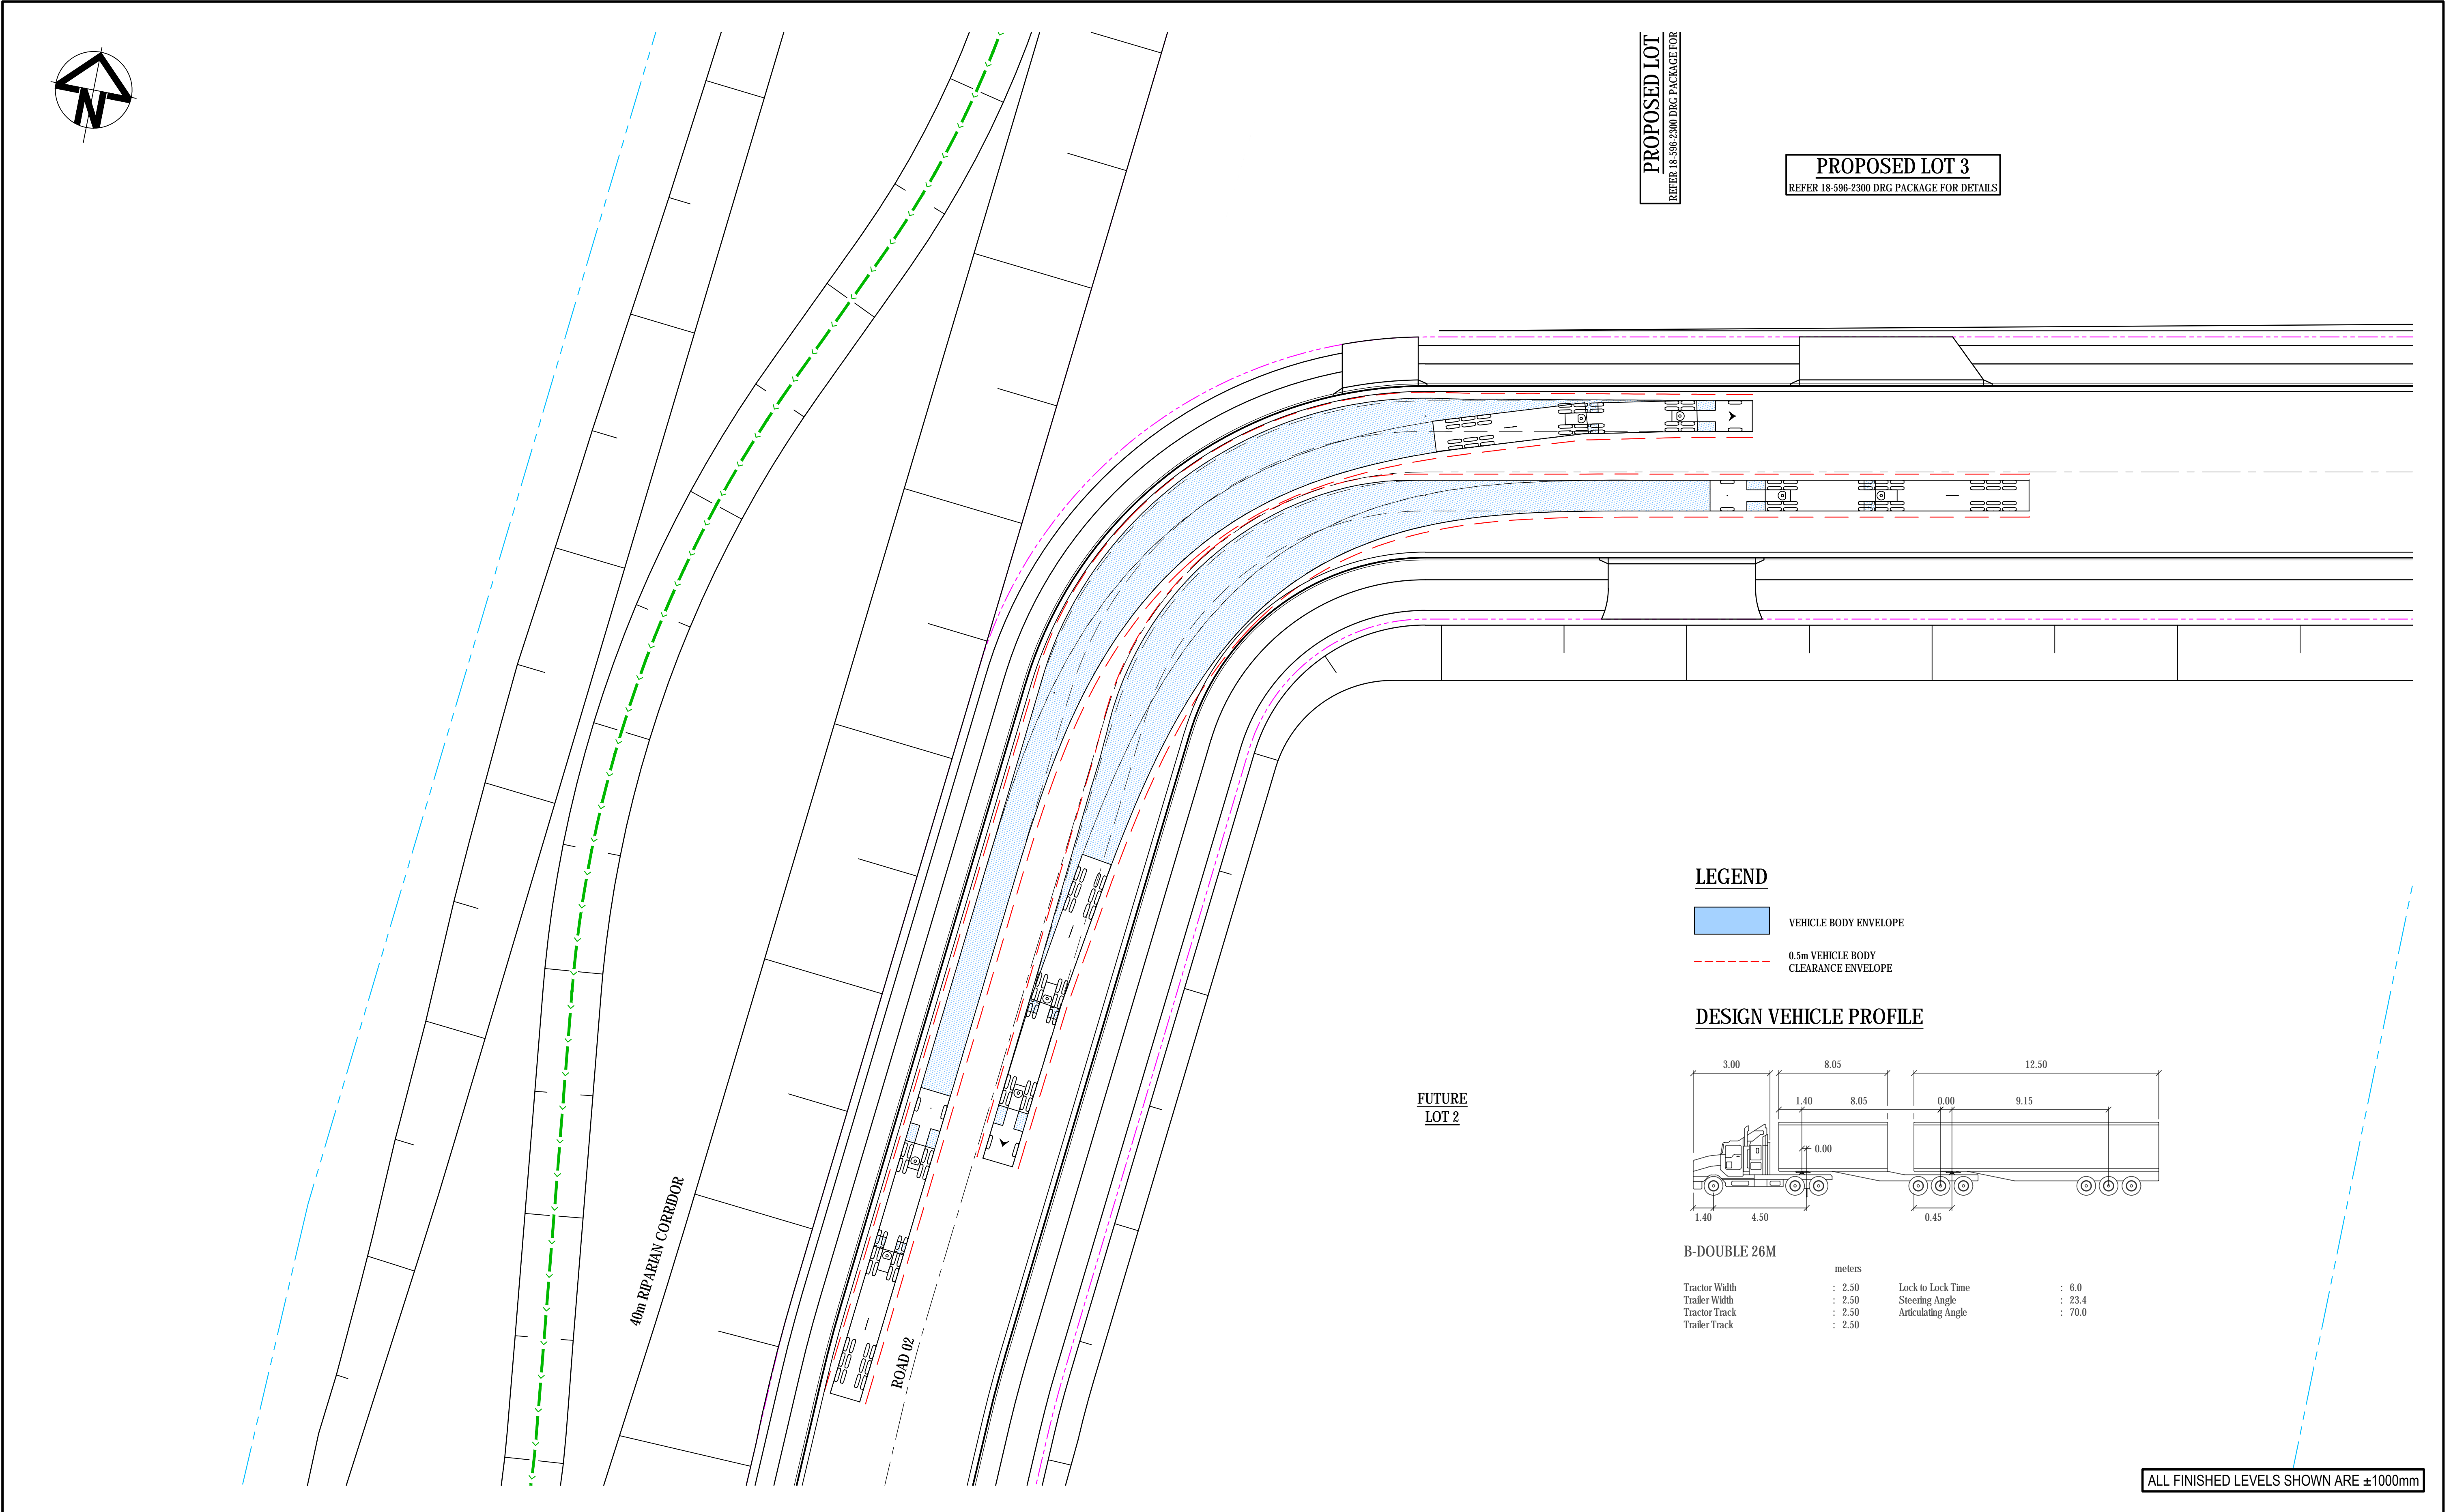 N
PROPOSED LOT
REFER 18-596-2300 DRG PACKAGE FOR
PROPOSED LOT 3
REFER 18-596-2300 DRG PACKAGE FOR DETAILS
40m RIPARIAN CORRIDOR
ROAD 02
FUTURE
LOT 2
LEGEND
VEHICLE BODY ENVELOPE
0.5m VEHICLE BODY
CLEARANCE ENVELOPE
DESIGN VEHICLE PROFILE
3.00 8.05 12.50
1.40 8.05 0.00 9.15
0.00
1.40 4.50 0.45
B-DOUBLE 26M
meters
Tractor Width : 2.50 Lock to Lock Time : 6.0
Trailer Width : 2.50 Steering Angle : 23.4
Tractor Track : 2.50 Articulating Angle : 70.0
Trailer Track : 2.50
ALL FINISHED LEVELS SHOWN ARE ±1000mm